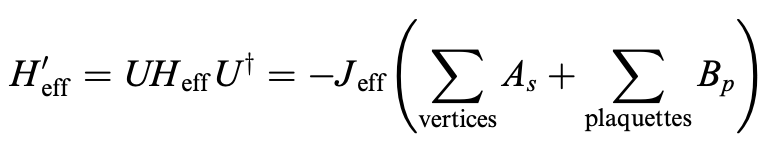 H′eff = UHeffU† = −Jeff(∑vertices As + ∑plaquettes Bp)